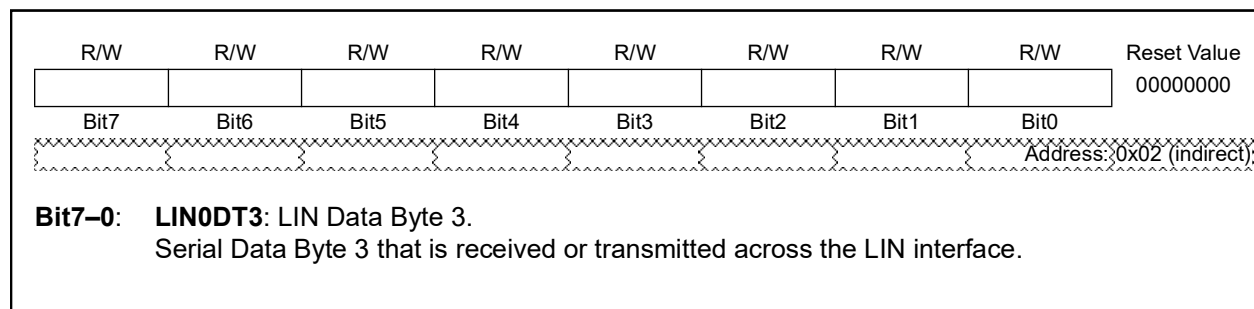 R/W R/W R/W R/W R/W R/W R/W R/W Reset Value
00000000
Bit7 Bit6 Bit5 Bit4 Bit3 Bit2 Bit1 Bit0
Address: 0x02 (indirect)
Bit7–0: LIN0DT3: LIN Data Byte 3.
Serial Data Byte 3 that is received or transmitted across the LIN interface.